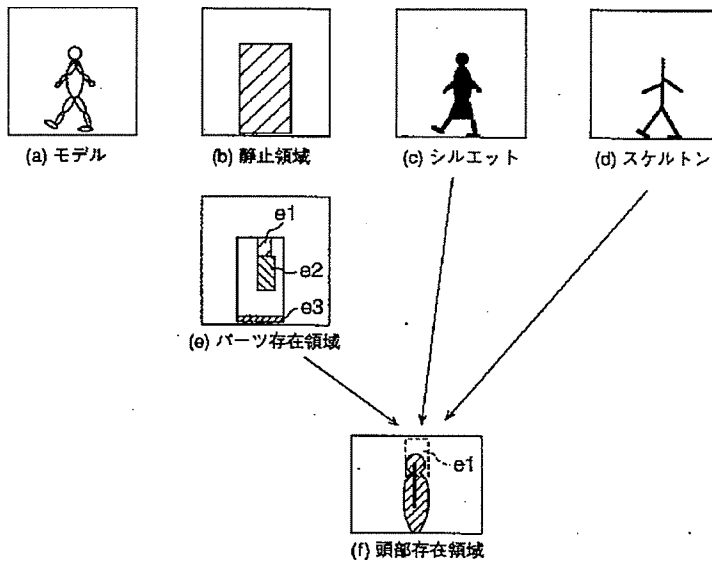 (a) モデル
(b) 静止領域
(c) シルエット
(d) スケルトン
e1
e2
e3
(e) パーツ存在領域
e1
(f) 頭部存在領域